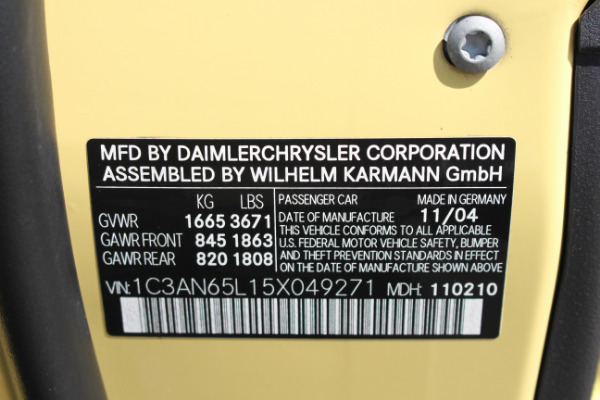 MFD BY DAIMLERCHRYSLER CORPORATION
ASSEMBLED BY WILHELM KARMANN GmbH
KG LBS
GVWR 1665 3671
GAWR FRONT 845 1863
GAWR REAR 820 1808
PASSENGER CAR MADE IN GERMANY
DATE OF MANUFACTURE 11/04
THIS VEHICLE CONFORMS TO ALL APPLICABLE
U.S. FEDERAL MOTOR VEHICLE SAFETY, BUMPER
AND THEFT PREVENTION STANDARDS IN EFFECT
ON THE DATE OF MANUFACTURE SHOWN ABOVE
VIN: 1C3AN65L15X049271 MDH: 110210